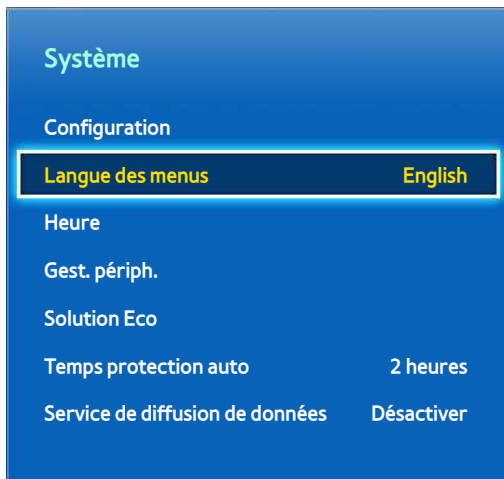 Système
Configuration
Langue des menus English
Heure
Gest. périph.
Solution Eco
Temps protection auto 2 heures
Service de diffusion de données Désactiver